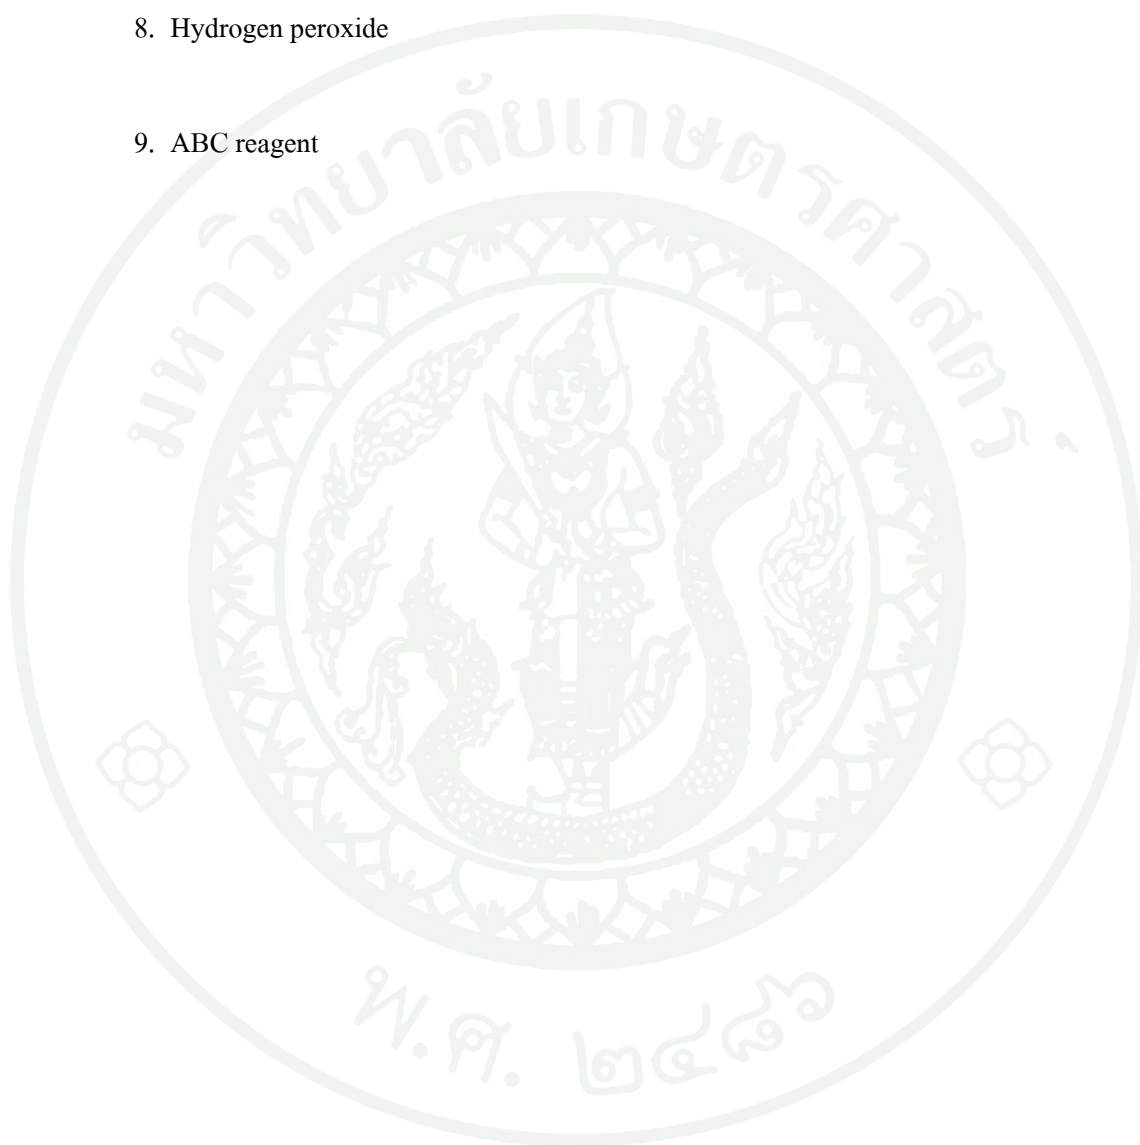 8. Hydrogen peroxide
9. ABC reagent
มหาวิทยาลัยเกษตรศาสตร์
พ.ศ. ๒๔๘๖